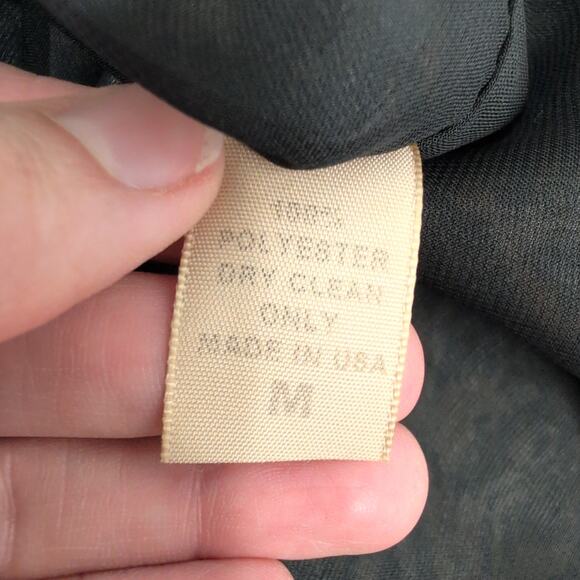 100%
POLYESTER
DRY CLEAN
ONLY
MADE IN USA
M